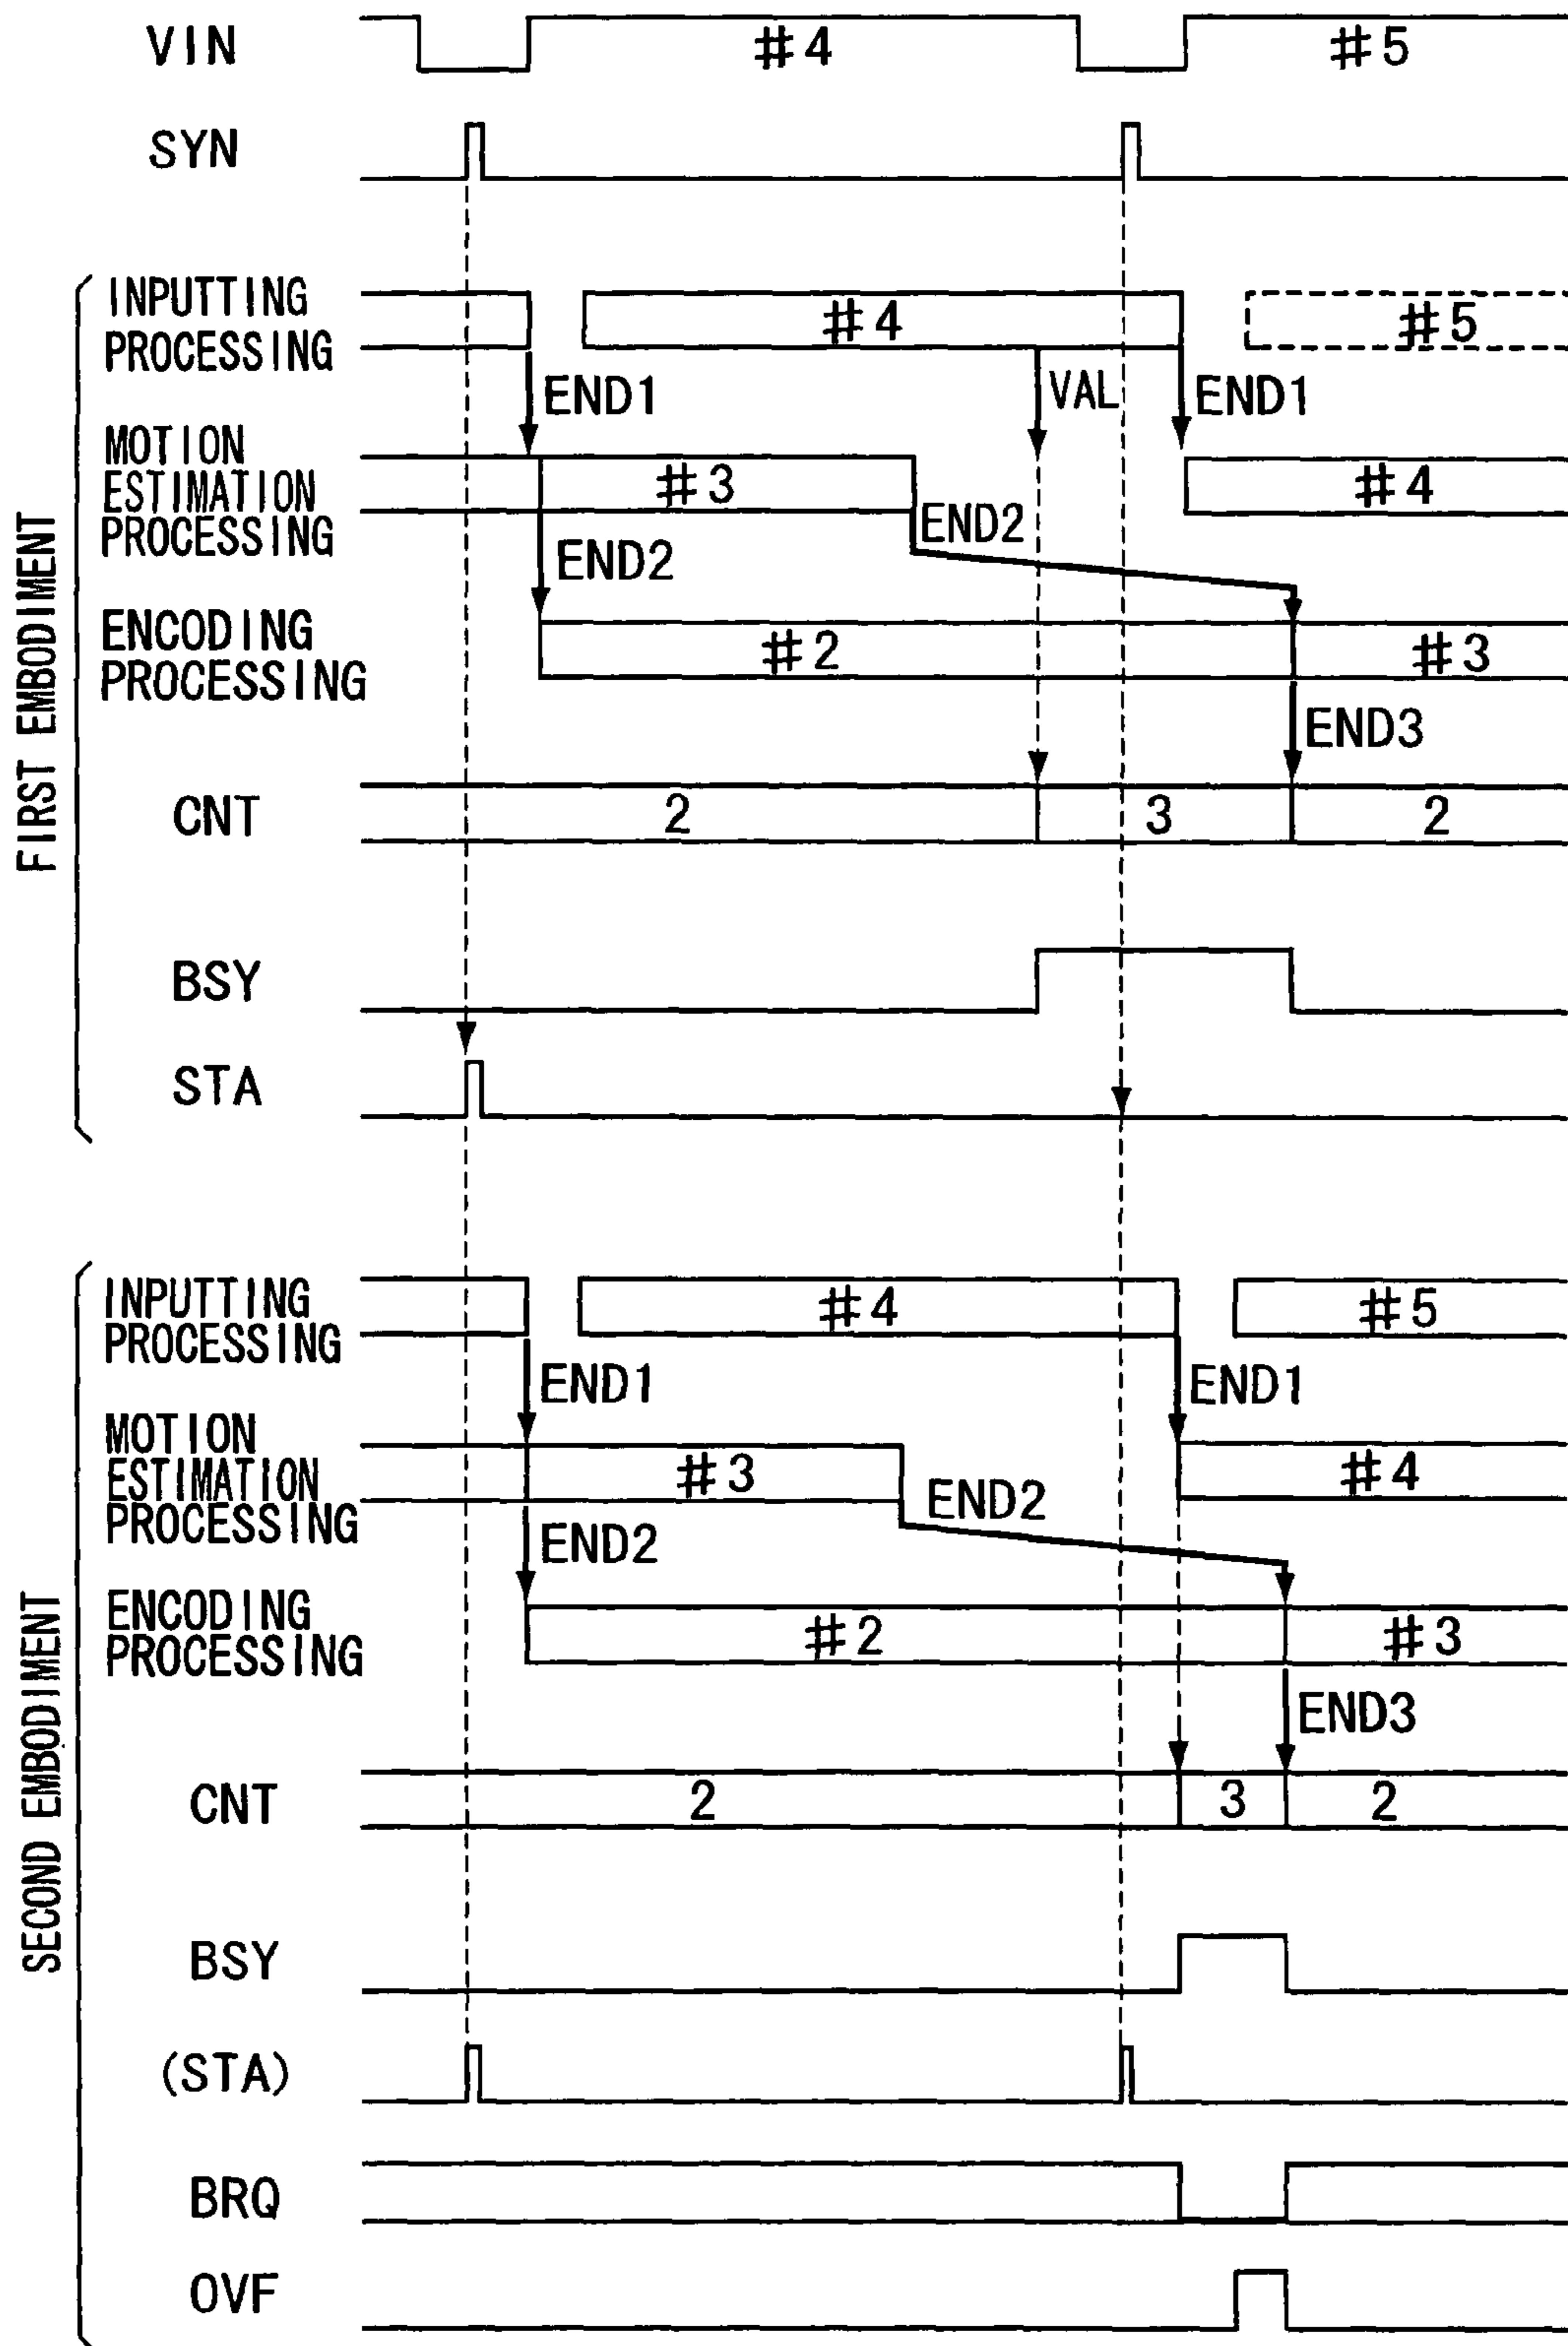 VIN #4 #5
SYN
FIRST EMBODIMENT
INPUTTING
PROCESSING
#4 #5
END1 VAL END1
MOTION
ESTIMATION
PROCESSING
#3 #4
END2
END2
ENCODING
PROCESSING
#2 #3
END3
CNT 2 3 2
BSY
STA
SECOND EMBODIMENT
INPUTTING
PROCESSING
#4 #5
END1 END1
MOTION
ESTIMATION
PROCESSING
#3 #4
END2
END2
ENCODING
PROCESSING
#2 #3
END3
CNT 2 3 2
BSY
(STA)
BRQ
OVF